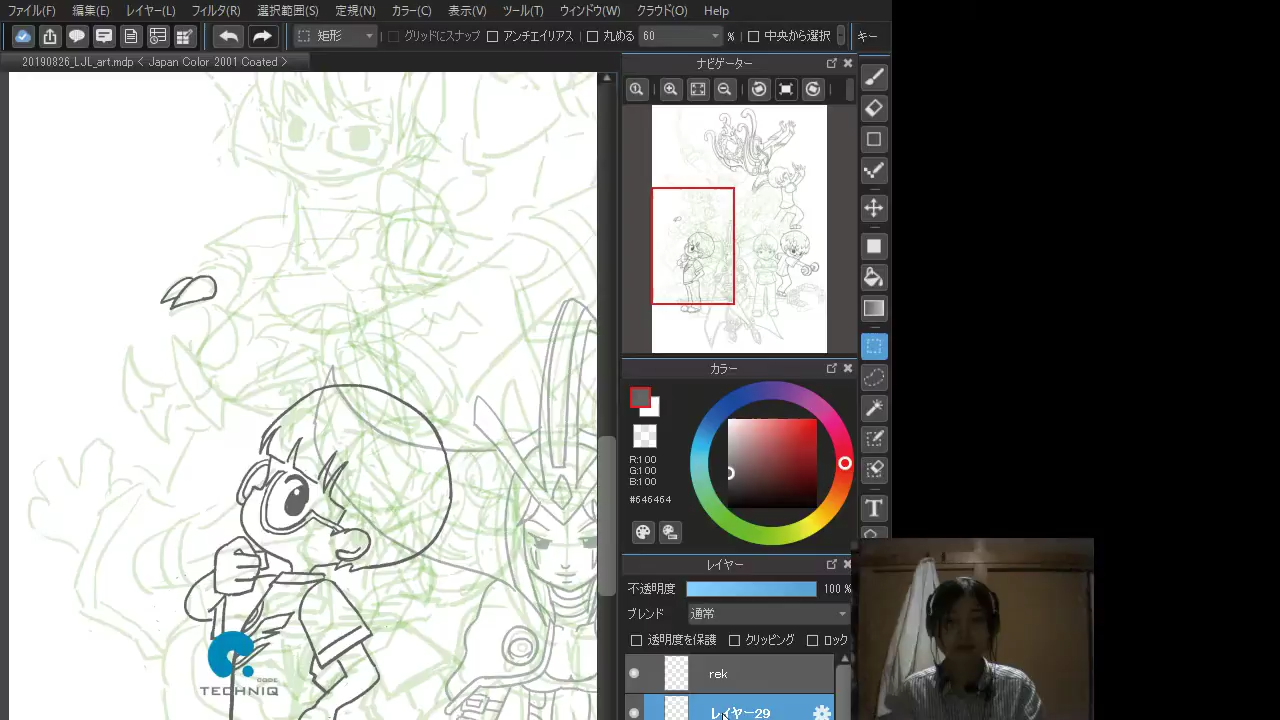 ファイル(F) 編集(E) レイヤー(L) フィルタ(R) 選択範囲(S) 定規(N) カラー(C) 表示(V) ツール(T) ウィンドウ(W) クラウド(O) Help
矩形 グリッドにスナップ アンチエイリアス 丸める 60 % 中央から選択 キー
20190826_LJL_art.mdp < Japan Color 2001 Coated >
ナビゲーター
カラー
R:100
G:100
B:100
#646464
レイヤー
不透明度 100 %
ブレンド 通常
透明度を保護 クリッピング ロック
rek
レイヤー29
CODE
TECHNIQ